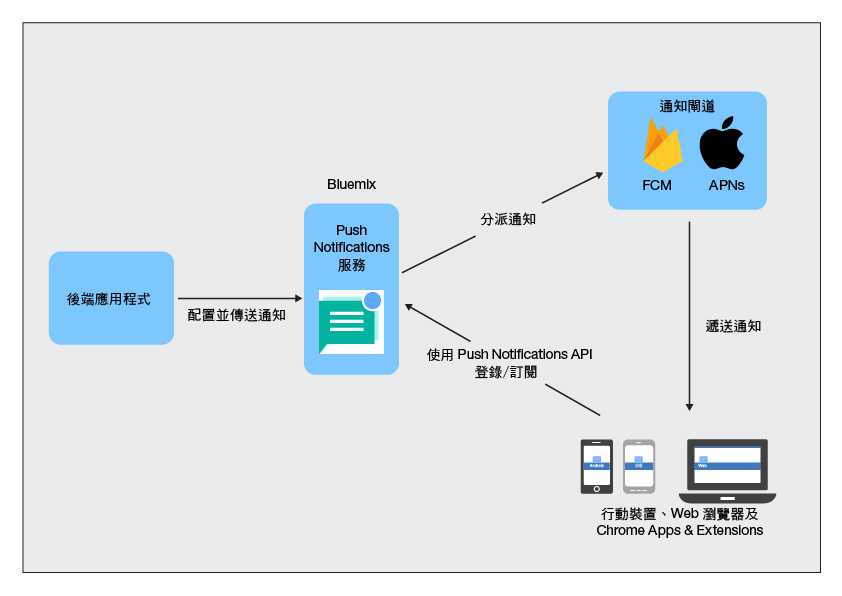 通知閘道
FCM
APNs
Bluemix
Push
Notifications
服務
分派通知
後端應用程式
配置並傳送通知
遞送通知
使用 Push Notifications API
登錄/訂閱
Android
iOS
Web
行動裝置、Web 瀏覽器及
Chrome Apps & Extensions